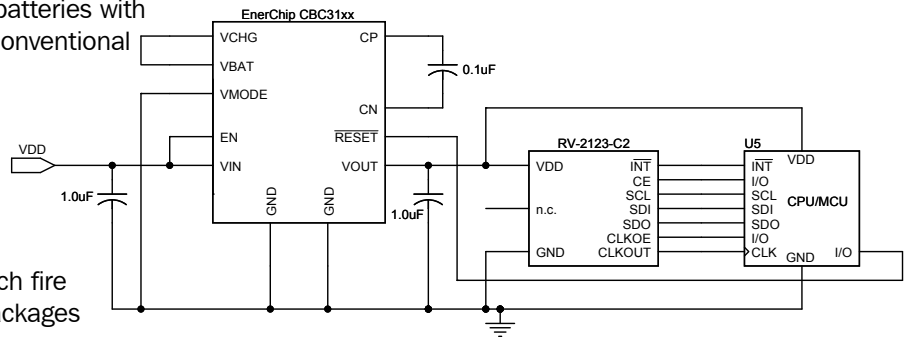 batteries with
conventional
EnerChip CBC31xx
VCHG
VBAT
VMODE
EN
VIN
CP
CN
RESET
VOUT
GND
GND
0.1uF
VDD
1.0uF
1.0uF
RV-2123-C2
VDD
n.c.
GND
INT
CE
SCL
SDI
SDO
CLKOE
CLKOUT
U5
VDD
INT
I/O
SCL
SDI
SDO
I/O
CLK
CPU/MCU
GND
I/O
ch fire
ackages